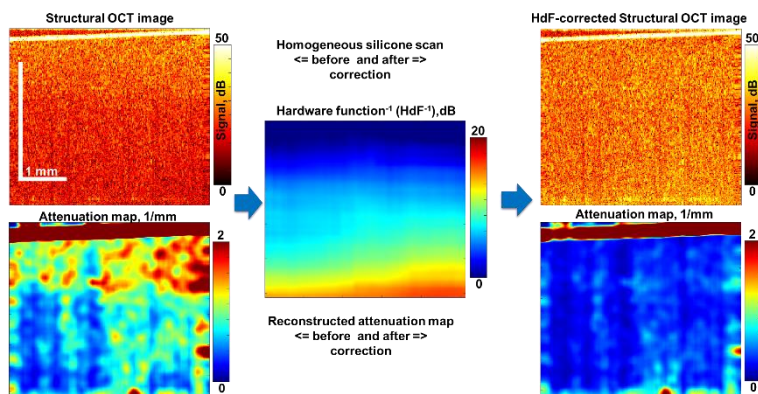 Structural OCT image
50
Signal, dB
0
1 mm
Attenuation map, 1/mm
2
0
Homogeneous silicone scan
<= before and after =>
correction
Hardware function⁻¹ (HdF⁻¹),dB
20
0
Reconstructed attenuation map
<= before and after =>
correction
HdF-corrected Structural OCT image
50
Signal, dB
0
Attenuation map, 1/mm
2
0